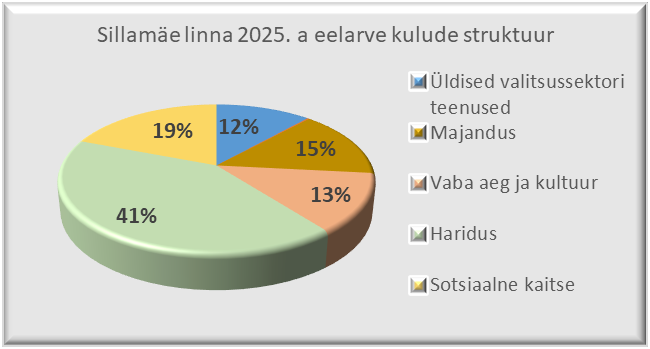 Sillamäe linna 2025. a eelarve kulude struktuur
12%
15%
13%
41%
19%
Üldised valitsussektori
teenused
Majandus
Vaba aeg ja kultuur
Haridus
Sotsiaalne kaitse